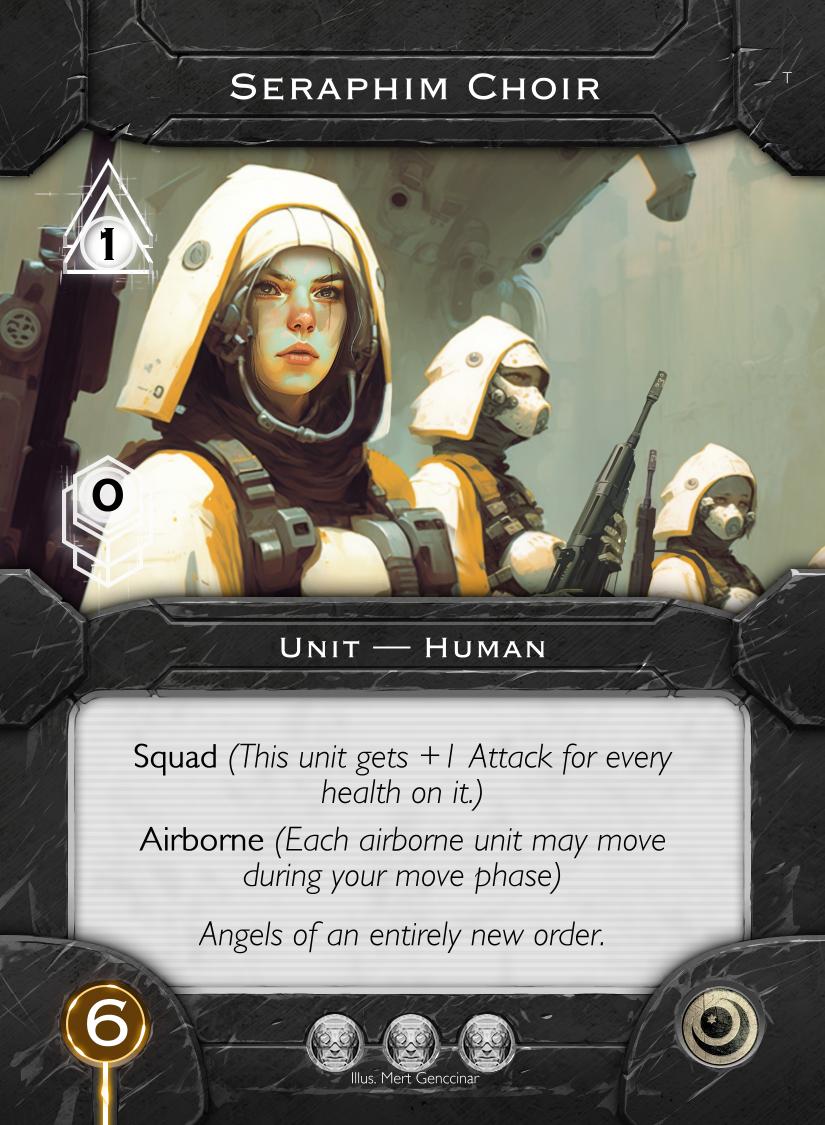 Seraphim Choir
T
1
0
Unit — Human
Squad (This unit gets +1 Attack for every
health on it.)
Airborne (Each airborne unit may move
during your move phase)
Angels of an entirely new order.
6
Illus. Mert Genccinar